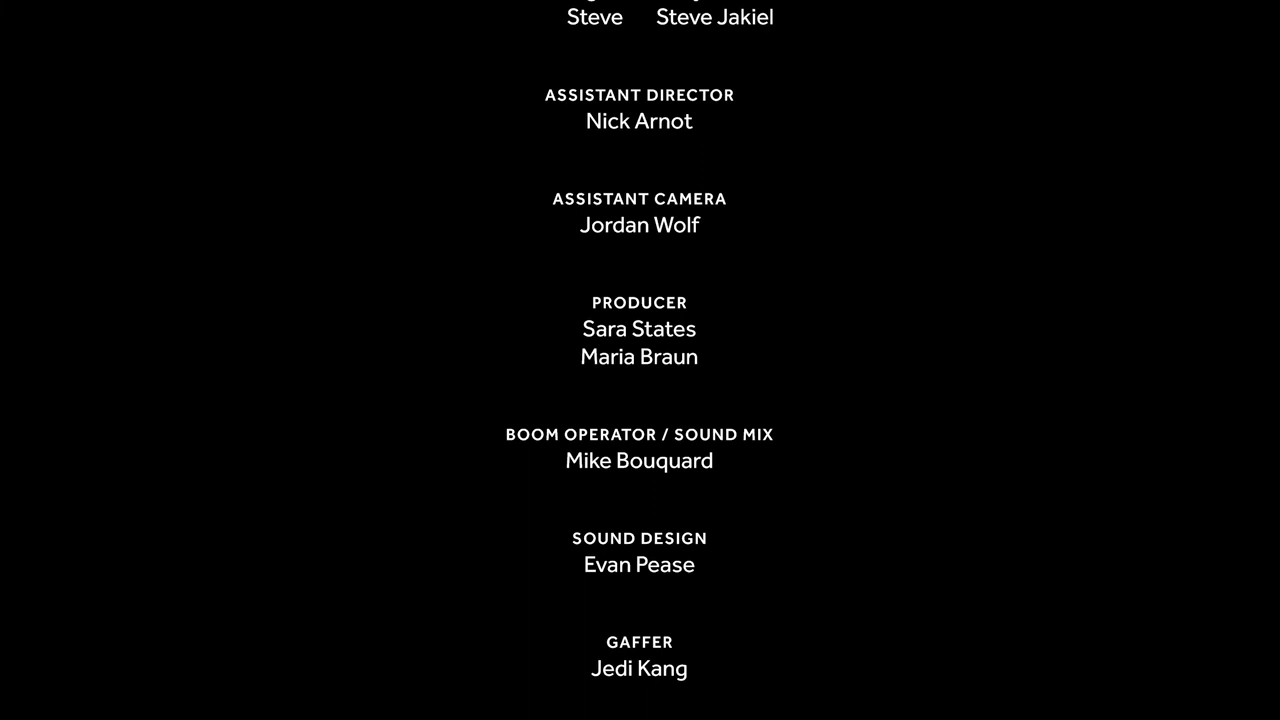 Steve Steve Jakiel
ASSISTANT DIRECTOR
Nick Arnot
ASSISTANT CAMERA
Jordan Wolf
PRODUCER
Sara States
Maria Braun
BOOM OPERATOR / SOUND MIX
Mike Bouquard
SOUND DESIGN
Evan Pease
GAFFER
Jedi Kang